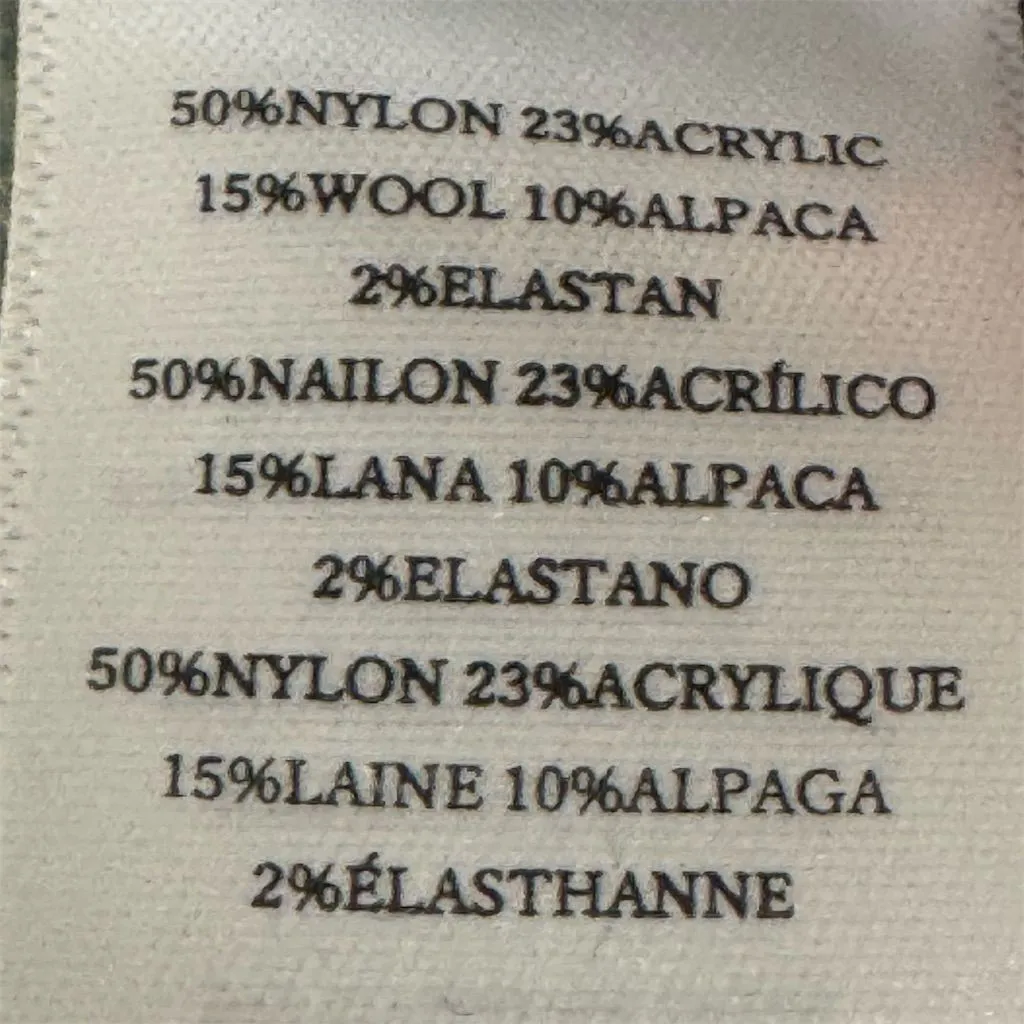 50%NYLON 23%ACRYLIC
15%WOOL 10%ALPACA
2%ELASTAN
50%NAILON 23%ACRÍLICO
15%LANA 10%ALPACA
2%ELASTANO
50%NYLON 23%ACRYLIQUE
15%LAINE 10%ALPAGA
2%ÉLASTHANNE